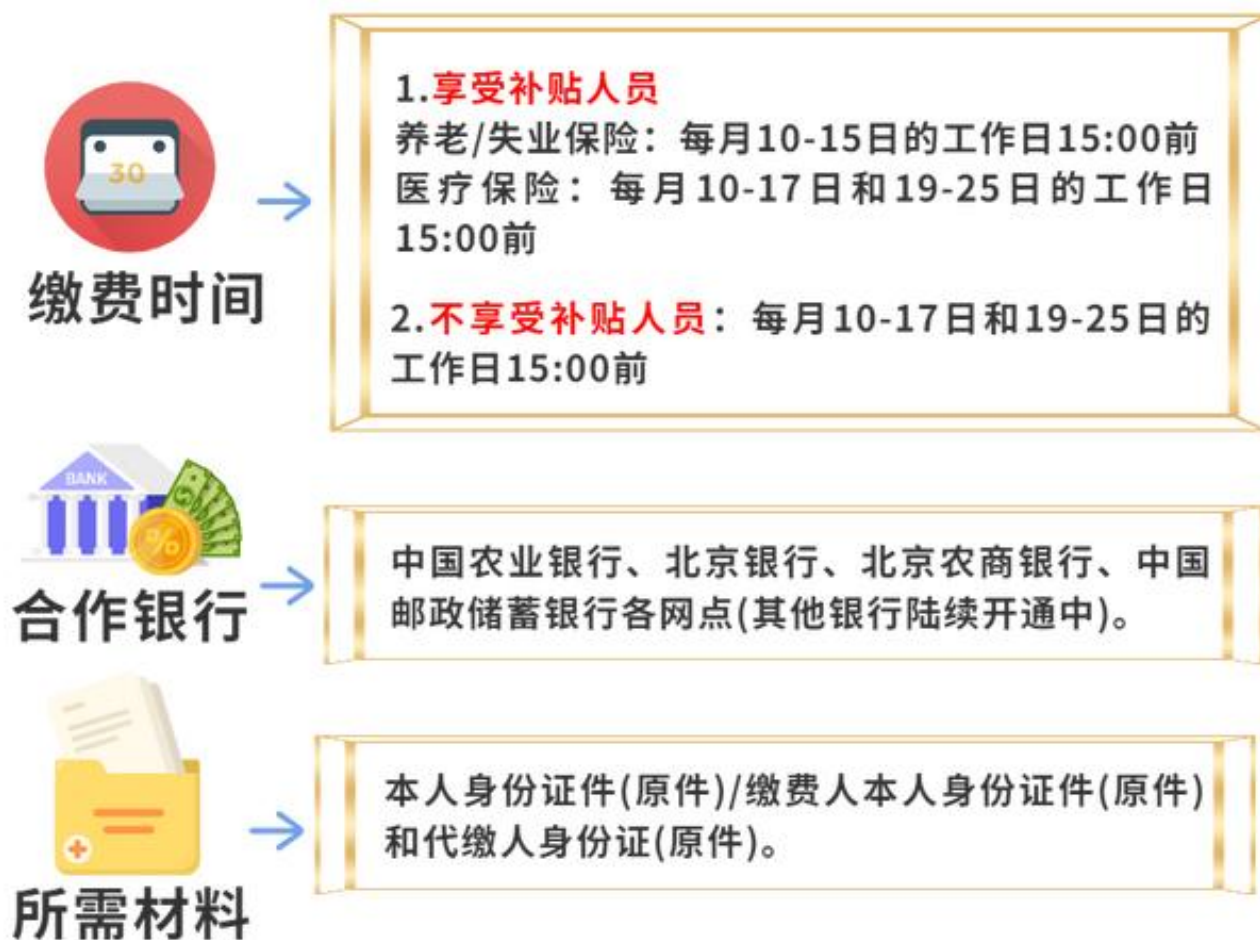 30
缴费时间
1.享受补贴人员
养老/失业保险：每月10-15日的工作日15:00前
医疗保险：每月10-17日和19-25日的工作日
15:00前
2.不享受补贴人员：每月10-17日和19-25日的
工作日15:00前
BANK
%
合作银行
中国农业银行、北京银行、北京农商银行、中国
邮政储蓄银行各网点(其他银行陆续开通中)。
所需材料
本人身份证件(原件)/缴费人本人身份证件(原件)
和代缴人身份证(原件)。